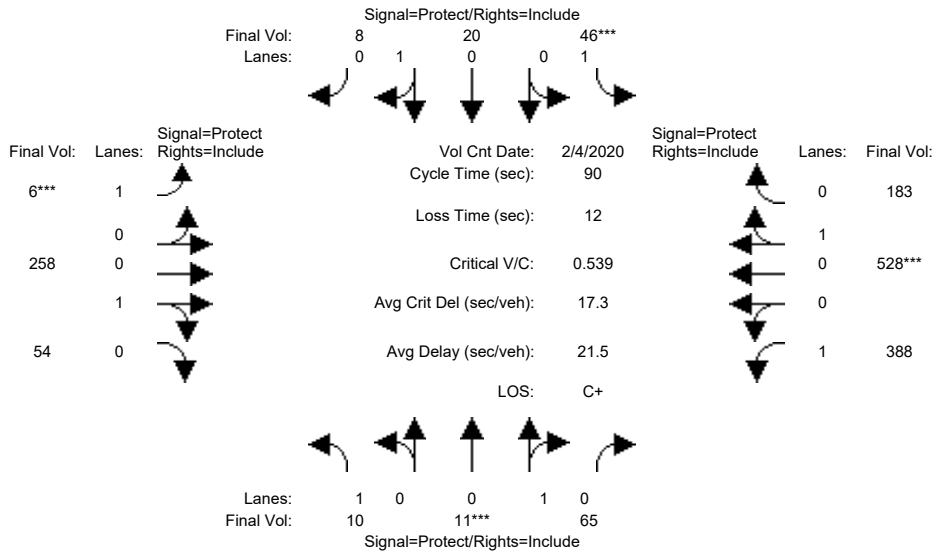 Signal=Protect/Rights=Include
Final Vol: 8 20 46***
Lanes: 0 1 0 0 1
Signal=Protect
Final Vol: Lanes: Rights=Include
Vol Cnt Date: 2/4/2020
Signal=Protect
Rights=Include Lanes: Final Vol:
Cycle Time (sec): 90
6*** 1
0 183
Loss Time (sec): 12
0
1
258 0
Critical V/C: 0.539
0 528***
1
Avg Crit Del (sec/veh): 17.3
0
54 0
Avg Delay (sec/veh): 21.5
1 388
LOS: C+
Lanes: 1 0 0 1 0
Final Vol: 10 11*** 65
Signal=Protect/Rights=Include